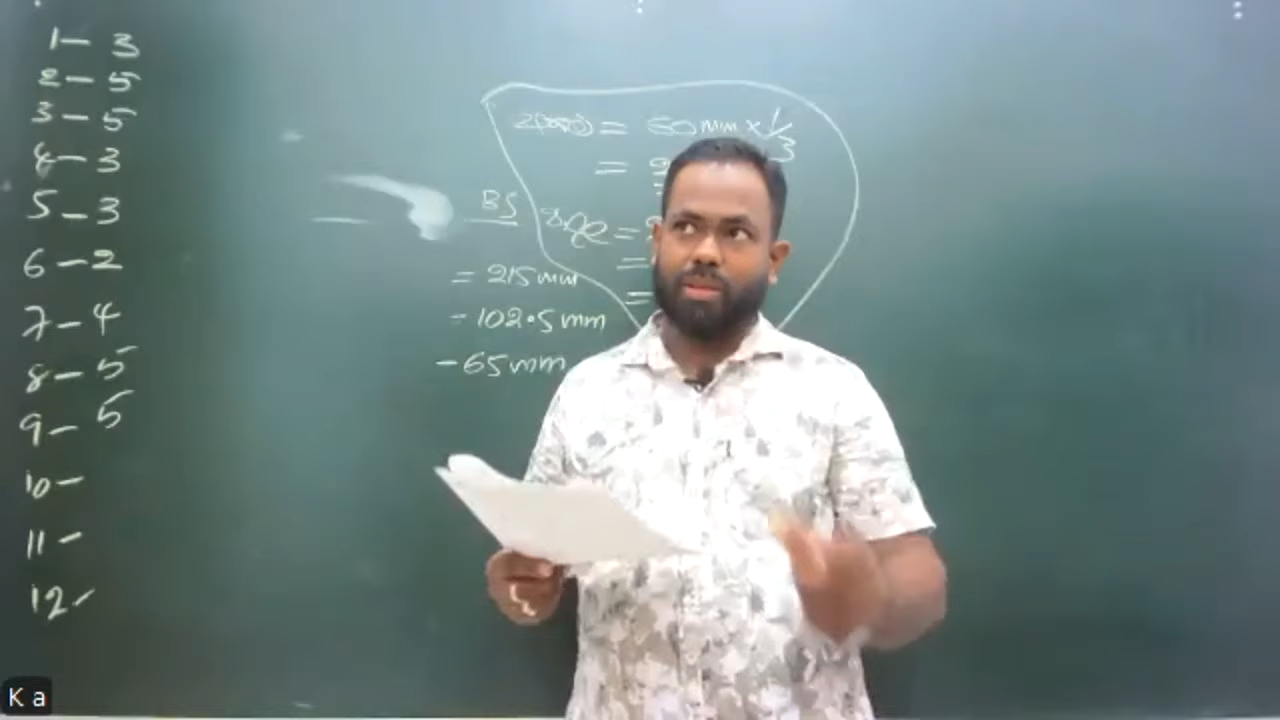 1 - 3
2 - 5
3 - 5
4 - 3
5 - 3
6 - 2
7 - 4
8 - 5
9 - 5
10 -
11 -
12 -
= 60 mm × 1/3
=
BS
=
= 215 mm
=
- 102.5 mm
=
- 65 mm
K a